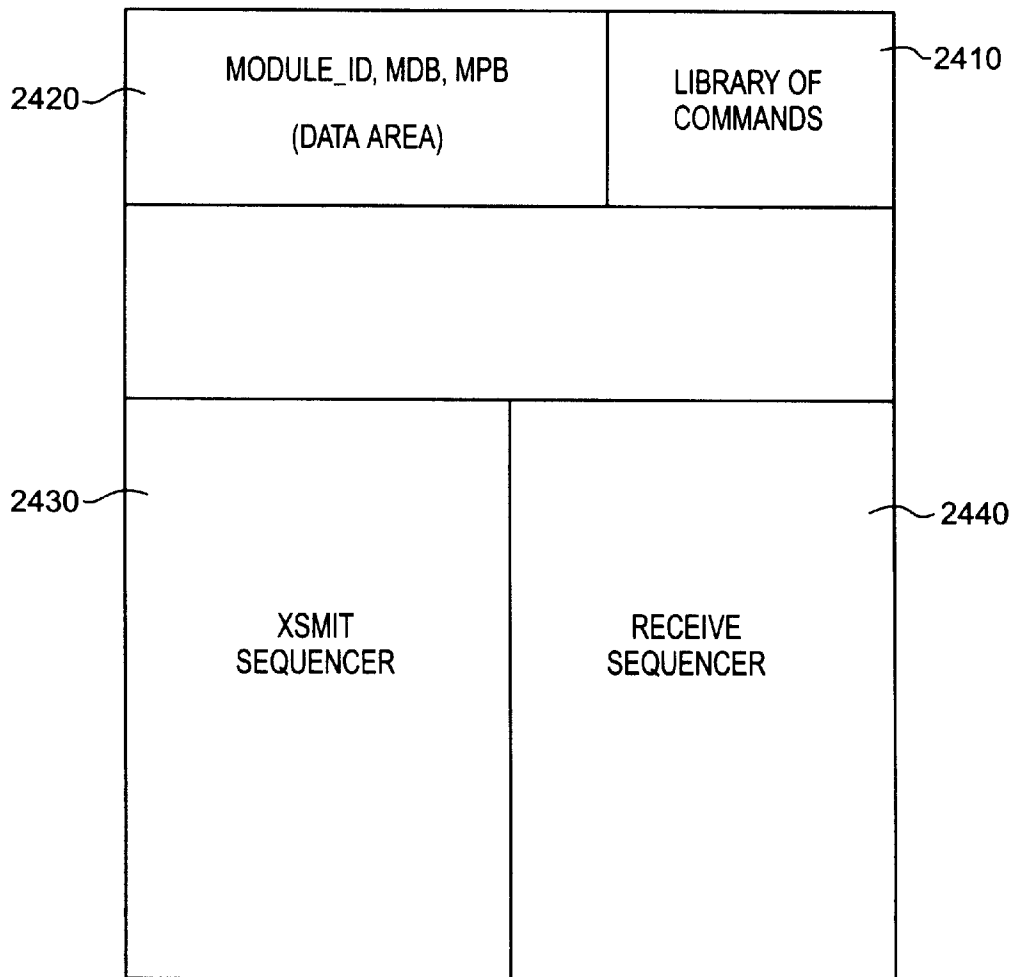 MODULE_ID, MDB, MPB
(DATA AREA)
2420
LIBRARY OF
COMMANDS
2410
2430
XSMIT
SEQUENCER
RECEIVE
SEQUENCER
2440